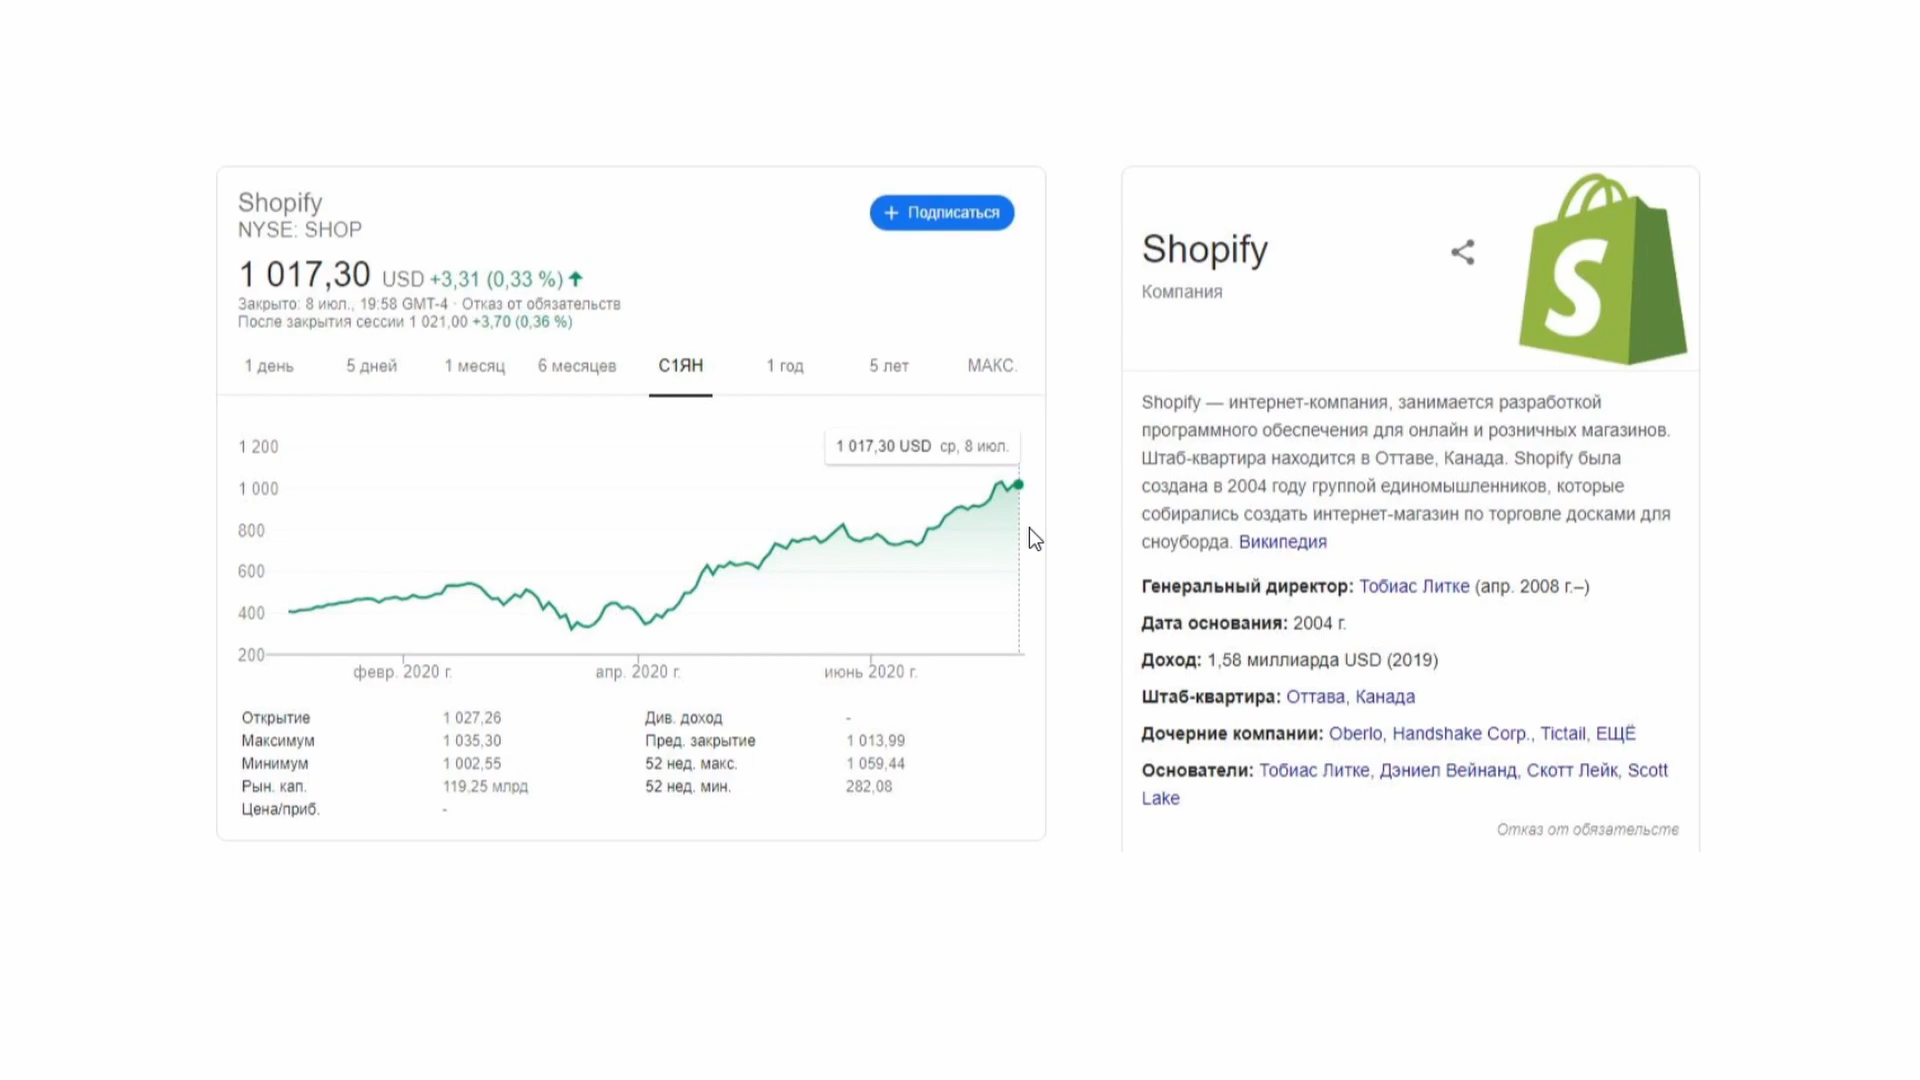 Shopify
NYSE: SHOP
+ Подписаться
1 017,30 USD +3,31 (0,33 %)
Закрыто: 8 июл., 19:58 GMT-4 · Отказ от обязательств
После закрытия сессии 1 021,00 +3,70 (0,36 %)
1 день 5 дней 1 месяц 6 месяцев С1ЯН 1 год 5 лет МАКС.
1 017,30 USD ср, 8 июл.
1 200
1 000
800
600
400
200
февр. 2020 г. апр. 2020 г. июнь 2020 г.
Открытие 1 027,26 Див. доход -
Максимум 1 035,30 Пред. закрытие 1 013,99
Минимум 1 002,55 52 нед. макс. 1 059,44
Рын. кап. 119.25 млрд 52 нед. мин. 282,08
Цена/приб. -
Shopify
Компания
S
Shopify — интернет-компания, занимается разработкой
программного обеспечения для онлайн и розничных магазинов.
Штаб-квартира находится в Оттаве, Канада. Shopify была
создана в 2004 году группой единомышленников, которые
собирались создать интернет-магазин по торговле досками для
сноуборда. Википедия
Генеральный директор: Тобиас Литке (апр. 2008 г.–)
Дата основания: 2004 г.
Доход: 1,58 миллиарда USD (2019)
Штаб-квартира: Оттава, Канада
Дочерние компании: Oberlo, Handshake Corp., Tictail, ЕЩЁ
Основатели: Тобиас Литке, Дэниел Вейнанд, Скотт Лейк, Scott
Lake
Отказ от обязательств